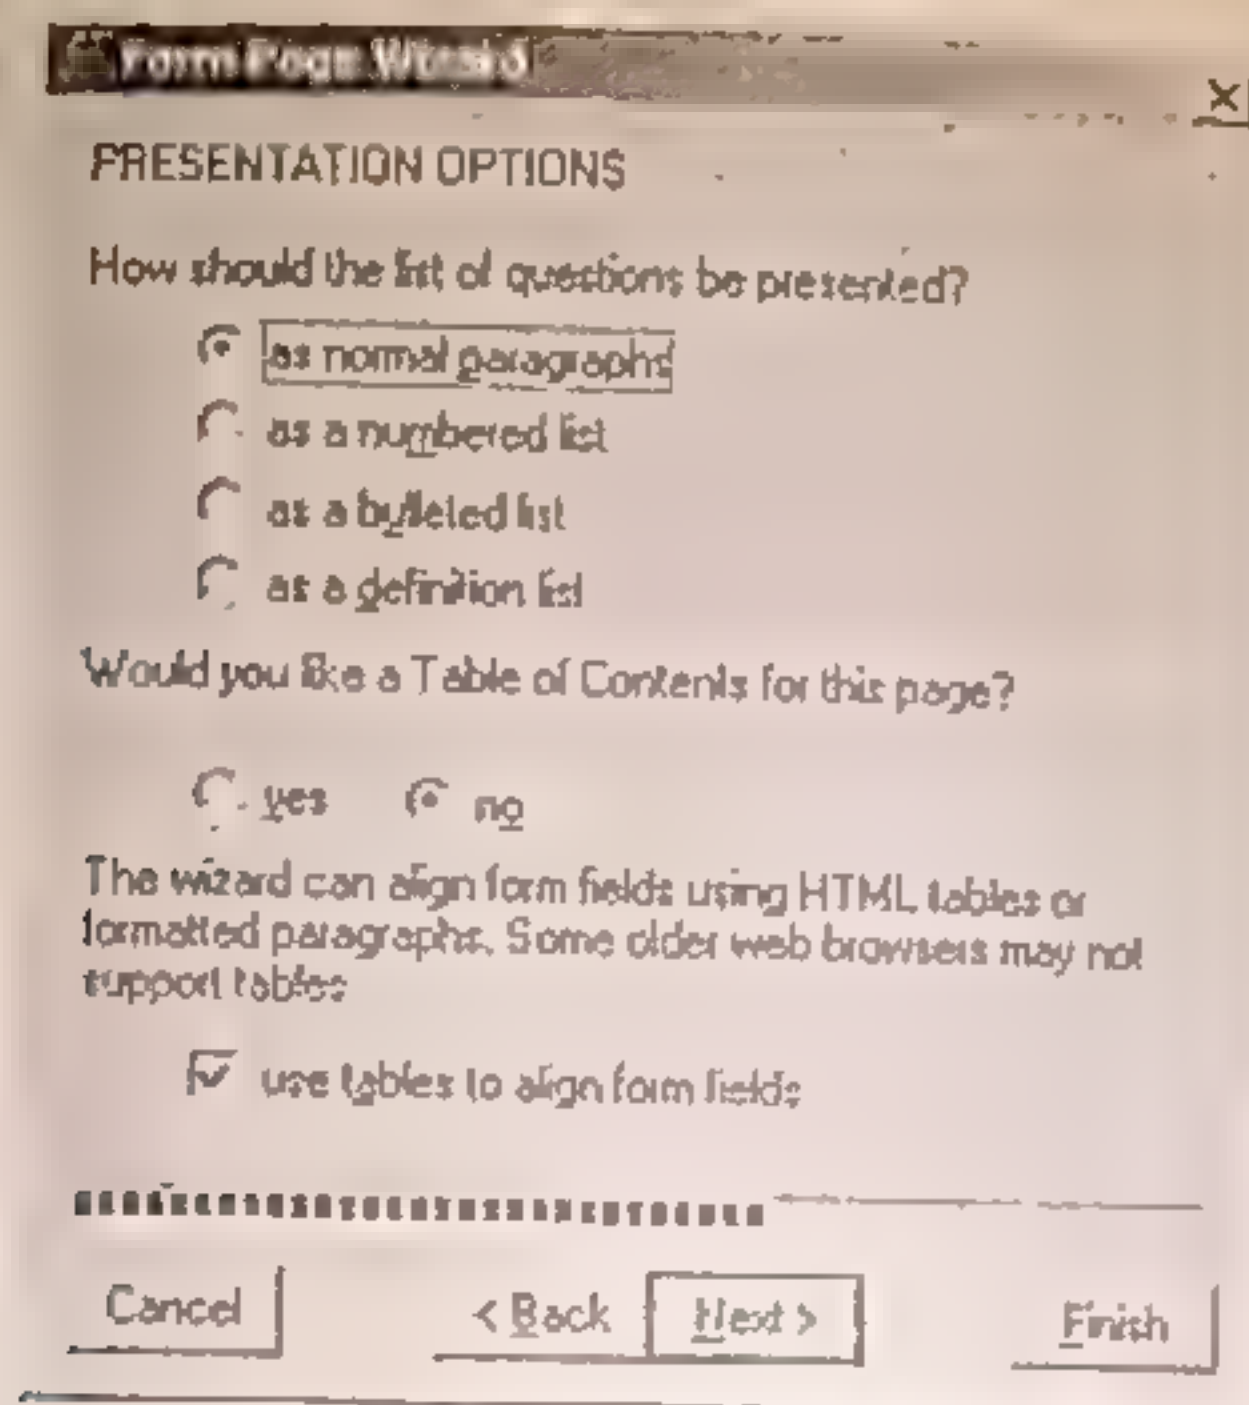 Form Page Wizard
PRESENTATION OPTIONS
How should the list of questions be presented?
as normal paragraphs
as a numbered list
as a bulleted list
as a definition list
Would you like a Table of Contents for this page?
yes no
The wizard can align form fields using HTML tables or
formatted paragraphs. Some older web browsers may not
support tables
use tables to align form fields
Cancel < Back Next > Finish